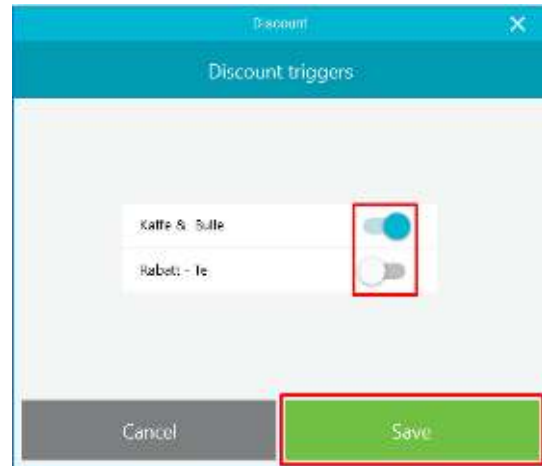 Discount
Discount triggers
Kaffe & Bulle
Rabatt - Te
Cancel
Save